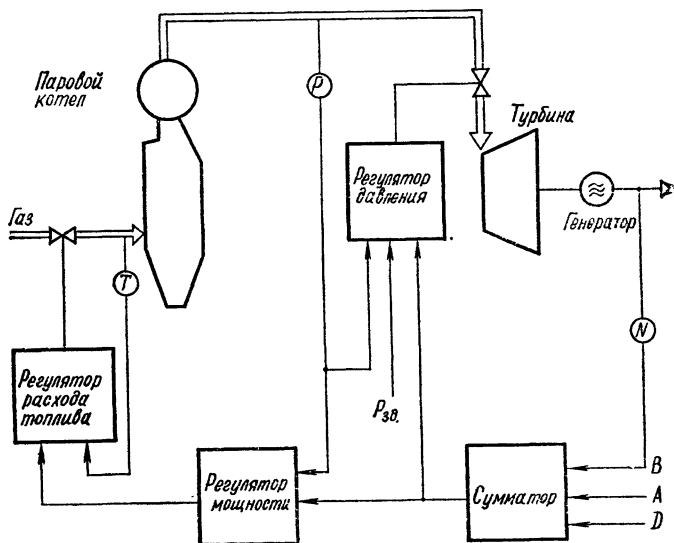 Паровой
котел
P
Турбина
Регулятор
давления
Газ
Генератор
T
N
Регулятор
расхода
топлива
Pзв.
B
Регулятор
мощности
Сумматор
A
D